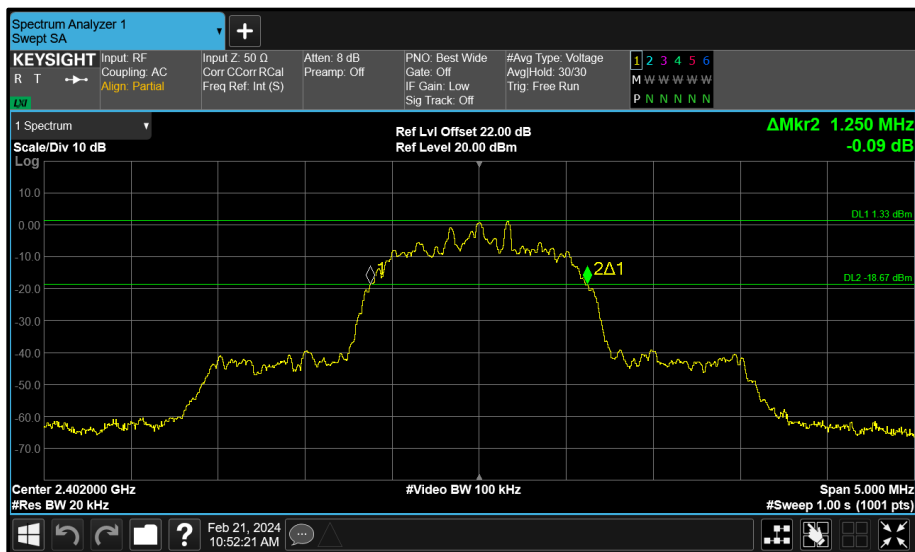 Spectrum Analyzer 1
Swept SA
KEYSIGHT
R T
LXI
Input: RF
Coupling: AC
Align: Partial
Input Z: 50 Ω
Corr CCorr RCal
Freq Ref: Int (S)
Atten: 8 dB
Preamp: Off
PNO: Best Wide
Gate: Off
IF Gain: Low
Sig Track: Off
#Avg Type: Voltage
Avg|Hold: 30/30
Trig: Free Run
1 2 3 4 5 6
M W W W W W
P N N N N N
1 Spectrum
Scale/Div 10 dB
Ref Lvl Offset 22.00 dB
Ref Level 20.00 dBm
ΔMkr2 1.250 MHz
-0.09 dB
Log
10.0
0.00
DL1 1.33 dBm
-10.0
1
2Δ1
DL2 -18.67 dBm
-20.0
-30.0
-40.0
-50.0
-60.0
-70.0
Center 2.402000 GHz
#Video BW 100 kHz
Span 5.000 MHz
#Res BW 20 kHz
#Sweep 1.00 s (1001 pts)
?
Feb 21, 2024
10:52:21 AM